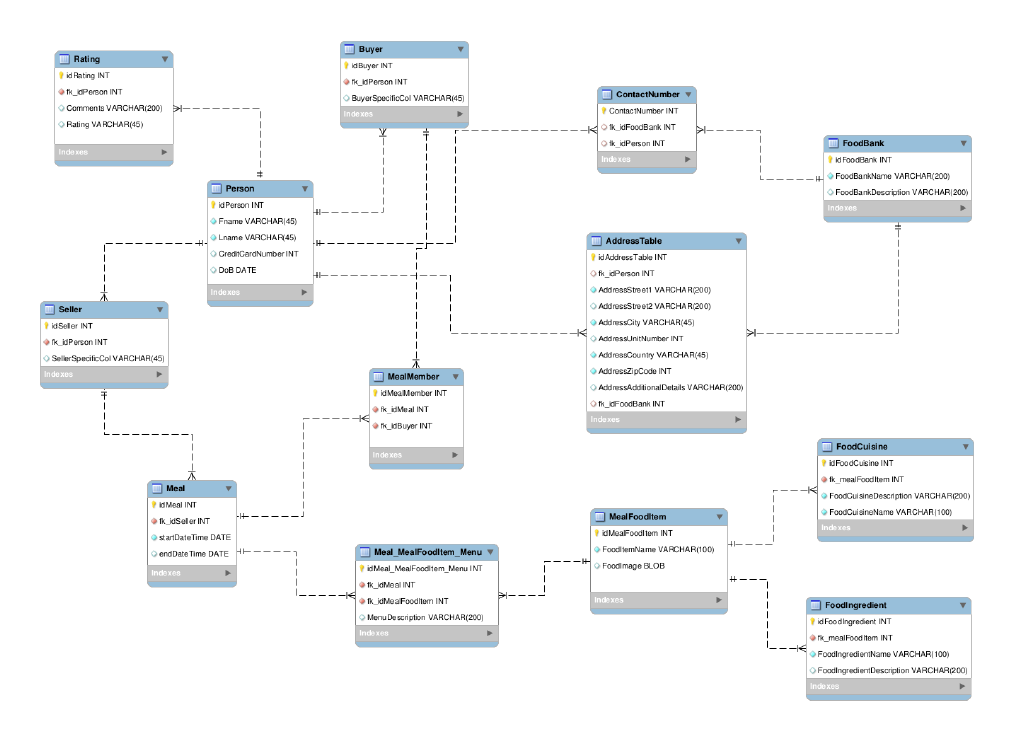 Rating
idRating INT
fk_idPerson INT
Comments VARCHAR(200)
Rating VARCHAR(45)
Indexes
Buyer
idBuyer INT
fk_idPerson INT
BuyerSpecificCol VARCHAR(45)
Indexes
ContactNumber
ContactNumber INT
fk_idFoodBank INT
fk_idPerson INT
Indexes
FoodBank
idFoodBank INT
FoodBankName VARCHAR(200)
FoodBankDescription VARCHAR(200)
Indexes
Person
idPerson INT
Fname VARCHAR(45)
Lname VARCHAR(45)
CreditCardNumber INT
DoB DATE
Indexes
AddressTable
idAddressTable INT
fk_idPerson INT
AddressStreet1 VARCHAR(200)
AddressStreet2 VARCHAR(200)
AddressCity VARCHAR(45)
AddressUnitNumber INT
AddressCountry VARCHAR(45)
AddressZipCode INT
AddressAdditionalDetails VARCHAR(200)
fk_idFoodBank INT
Indexes
Seller
idSeller INT
fk_idPerson INT
SellerSpecificCol VARCHAR(45)
Indexes
MealMember
idMealMember INT
fk_idMeal INT
fk_idBuyer INT
Indexes
FoodCuisine
idFoodCuisine INT
fk_mealFoodItem INT
FoodCuisineDescription VARCHAR(200)
FoodCuisineName VARCHAR(100)
Indexes
Meal
idMeal INT
fk_idSeller INT
startDateTime DATE
endDateTime DATE
Indexes
MealFoodItem
idMealFoodItem INT
FoodItemName VARCHAR(100)
FoodImage BLOB
Indexes
Meal_MealFoodItem_Menu
idMeal_MealFoodItem_Menu INT
fk_idMeal INT
fk_idMealFoodItem INT
MenuDescription VARCHAR(200)
Indexes
FoodIngredient
idFoodIngredient INT
fk_mealFoodItem INT
FoodIngredientName VARCHAR(100)
FoodIngredientDescription VARCHAR(200)
Indexes